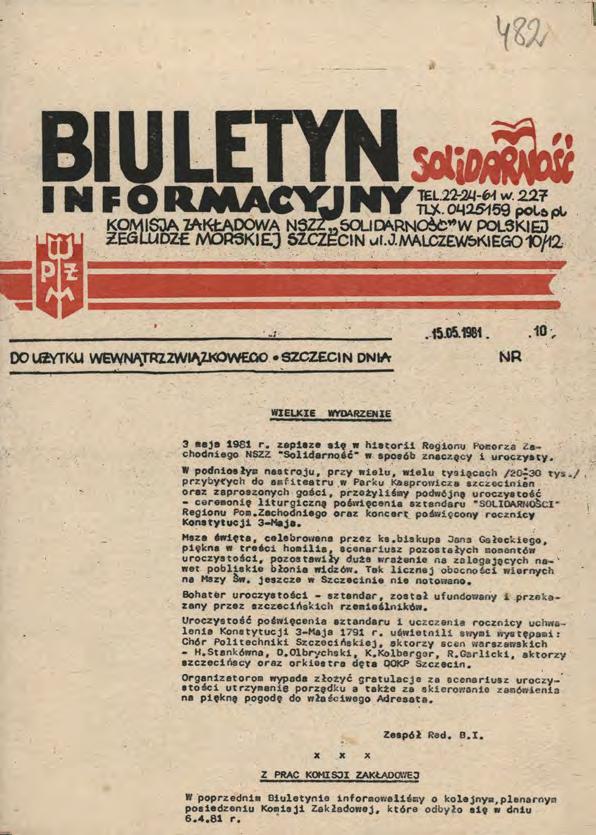 482
BIULETYN
INFORMACYJNY
SOLIDARNOŚĆ
TEL. 22-24-61 w. 227
TLX. 0425159 pols pl
KOMISJA ZAKŁADOWA NSZZ „SOLIDARNOŚĆ" W POLSKIEJ
ŻEGLUDZE MORSKIEJ SZCZECIN ul. J. MALCZEWSKIEGO 10/12
P Ż
M
15.05.1981. 10
DO UŻYTKU WEWNĄTRZZWIĄZKOWEGO • SZCZECIN DNIA NR
WIELKIE WYDARZENIE
3 maja 1981 r. zapisze się w historii Regionu Pomorza Za-
chodniego NSZZ "Solidarność" w sposób znaczący i uroczysty.
W podniosłym nastroju, przy wielu, wielu tysiącach /20-30 tys./
przybyłych do amfiteatru w Parku Kasprowicza szczecinian
oraz zaproszonych gości, przeżyliśmy podwójną uroczystość
- ceremonię liturgiczną poświęcenia sztandaru "SOLIDARNOŚCI"
Regionu Pom.Zachodniego oraz koncert poświęcony rocznicy
Konstytucji 3-Maja.
Msza święta, celebrowana przez ks.biskupa Jana Gałeckiego,
piękna w treści homilia, scenariusz pozostałych momentów
uroczystości, pozostawiły duże wrażenie na zalegających na-
wet pobliskie błonia widzów. Tak licznej obecności wiernych
na Mszy Św. jeszcze w Szczecinie nie notowano.
Bohater uroczystości - sztandar, został ufundowany i przeka-
zany przez szczecińskich rzemieślników.
Uroczystość poświęcenia sztandaru i uczczenia rocznicy uchwa-
lenia Konstytucji 3-Maja 1791 r. uświetnili swymi występami:
Chór Politechniki Szczecińskiej, aktorzy scen warszawskich
- H.Stankówna, D.Olbrychski, K.Kolberger, R.Garlicki, aktorzy
szczecińscy oraz orkiestra dęta DOKP Szczecin.
Organizatorom wypada złożyć gratulacje za scenariusz uroczy-
stości utrzymanie porządku a także za skierowanie zamówienia
na piękną pogodę do właściwego Adresata.
Zespół Red. B.I.
x x x
Z PRAC KOMISJI ZAKŁADOWEJ
W poprzednim Biuletynie informowaliśmy o kolejnym,plenarnym
posiedzeniu Komisji Zakładowej, które odbyło się w dniu
6.4.81 r.